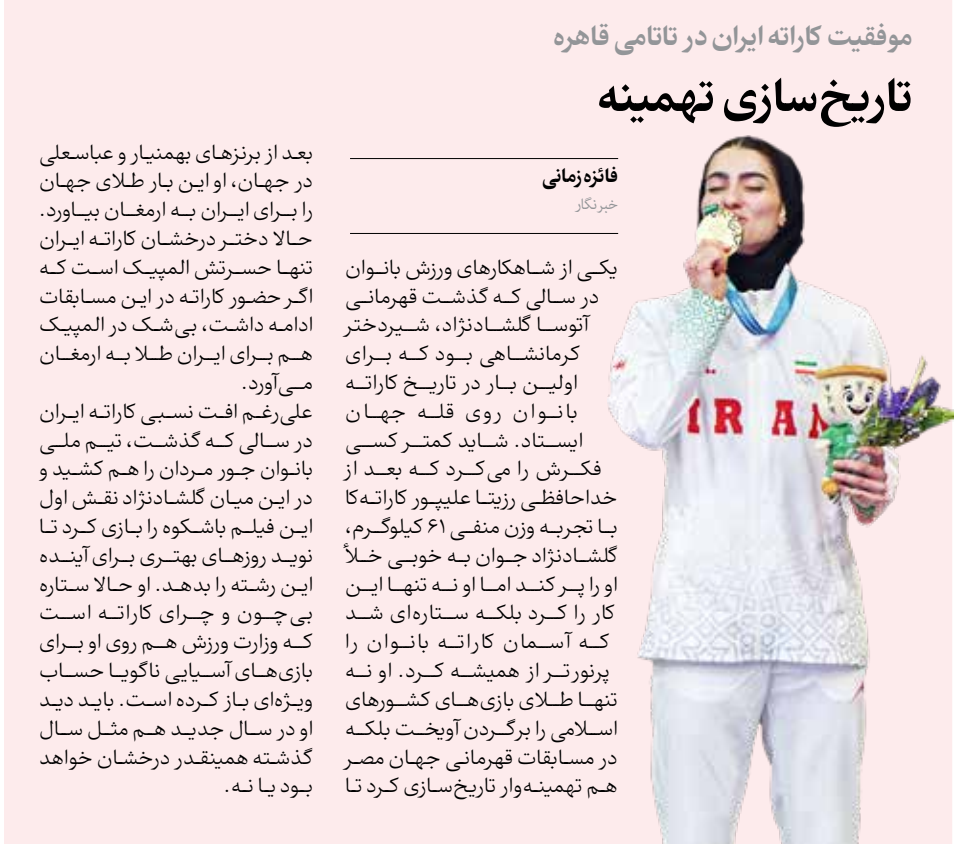 موفقیت کاراته ایران در تاتامی قاهره
تاریخ‌سازی تهمینه
فائزه زمانی
خبرنگار
یکی از شاهکارهای ورزش بانوان
در سالی که گذشت قهرمانی
آتوسا گلشادنژاد، شیردختر
کرمانشاهی بود که برای
اولین بار در تاریخ کاراته
بانوان روی قله جهان
ایستاد. شاید کمتر کسی
فکرش را می‌کرد که بعد از
خداحافظی رزیتا علیپور کاراته‌کا
با تجربه وزن منفی ۶۱ کیلوگرم،
گلشادنژاد جوان به خوبی خلأ
او را پر کند اما او نه تنها این
کار را کرد بلکه ستاره‌ای شد
که آسمان کاراته بانوان را
پرنورتر از همیشه کرد. او نه
تنها طلای بازی‌های کشورهای
اسلامی را برگردن آویخت بلکه
در مسابقات قهرمانی جهان مصر
هم تهمینه‌وار تاریخ‌سازی کرد تا
بعد از برنزهای بهمنیار و عباسعلی
در جهان، او این بار طلای جهان
را برای ایران به ارمغان بیاورد.
حالا دختر درخشان کاراته ایران
تنها حسرتش المپیک است که
اگر حضور کاراته در این مسابقات
ادامه داشت، بی‌شک در المپیک
هم برای ایران طلا به ارمغان
می‌آورد.
علی‌رغم افت نسبی کاراته ایران
در سالی که گذشت، تیم ملی
بانوان جور مردان را هم کشید و
در این میان گلشادنژاد نقش اول
این فیلم باشکوه را بازی کرد تا
نوید روزهای بهتری برای آینده
این رشته را بدهد. او حالا ستاره
بی‌چون و چرای کاراته است
که وزارت ورزش هم روی او برای
بازی‌های آسیایی ناگویا حساب
ویژه‌ای باز کرده است. باید دید
او در سال جدید هم مثل سال
گذشته همینقدر درخشان خواهد
بود یا نه.
IRAN